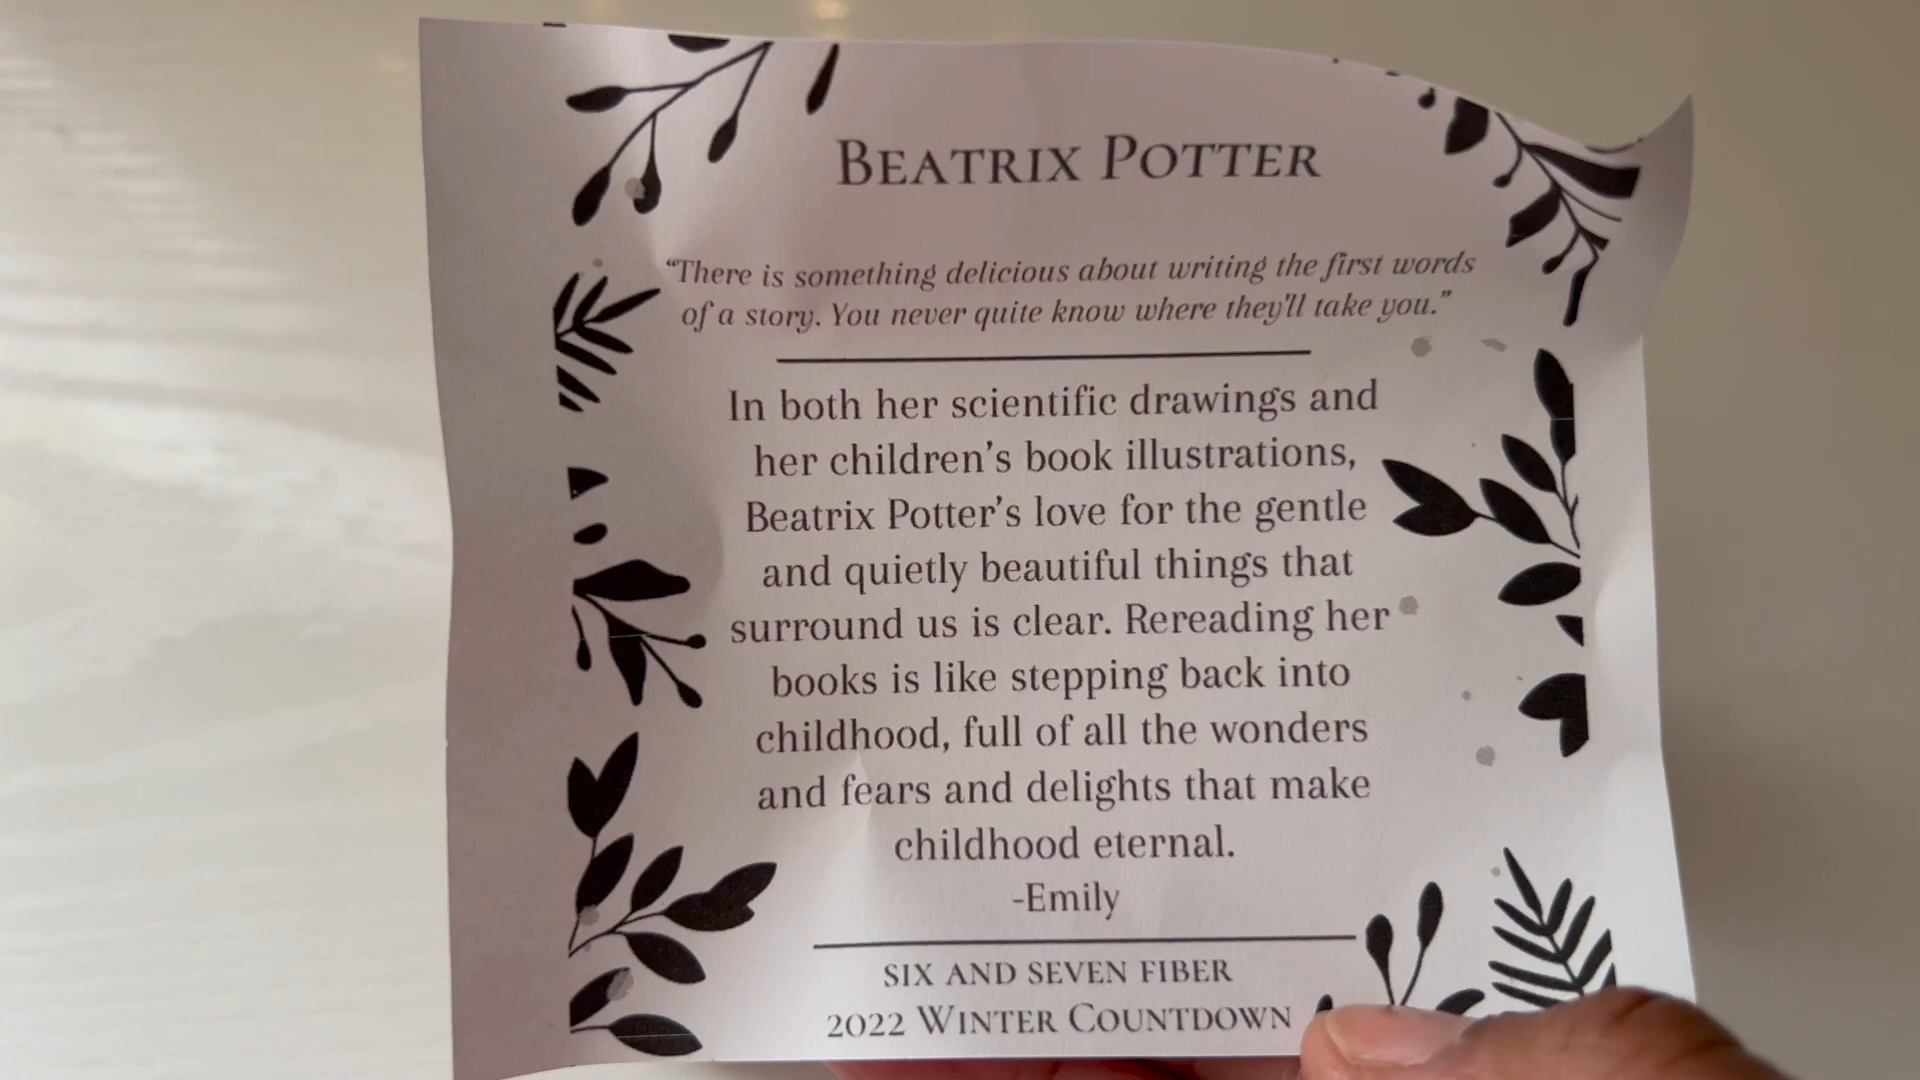 BEATRIX POTTER
“There is something delicious about writing the first words
of a story. You never quite know where they'll take you.”
In both her scientific drawings and
her children’s book illustrations,
Beatrix Potter’s love for the gentle
and quietly beautiful things that
surround us is clear. Rereading her
books is like stepping back into
childhood, full of all the wonders
and fears and delights that make
childhood eternal.
-Emily
SIX AND SEVEN FIBER
2022 WINTER COUNTDOWN